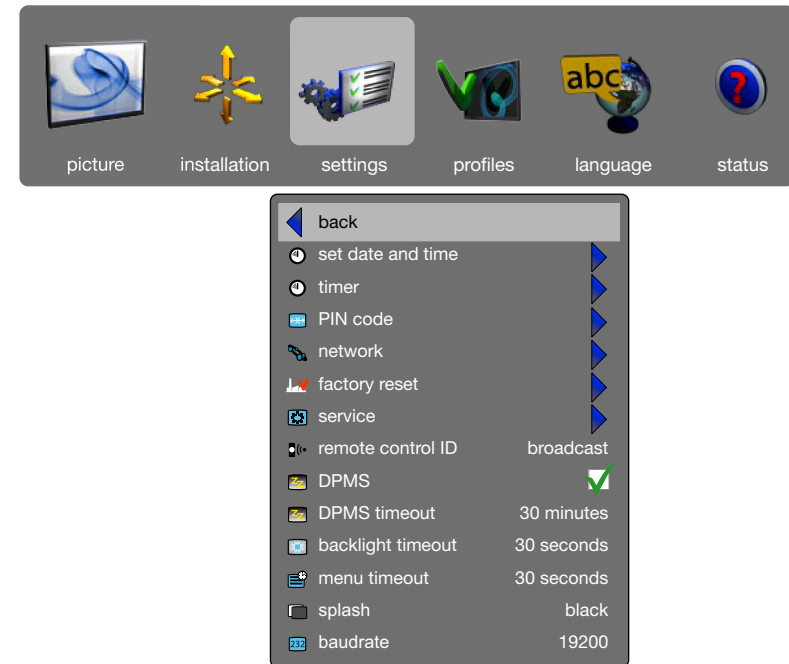 abc
picture installation settings profiles language status
back
set date and time
timer
PIN code
network
factory reset
service
remote control ID broadcast
DPMS
DPMS timeout 30 minutes
backlight timeout 30 seconds
menu timeout 30 seconds
splash black
232 baudrate 19200